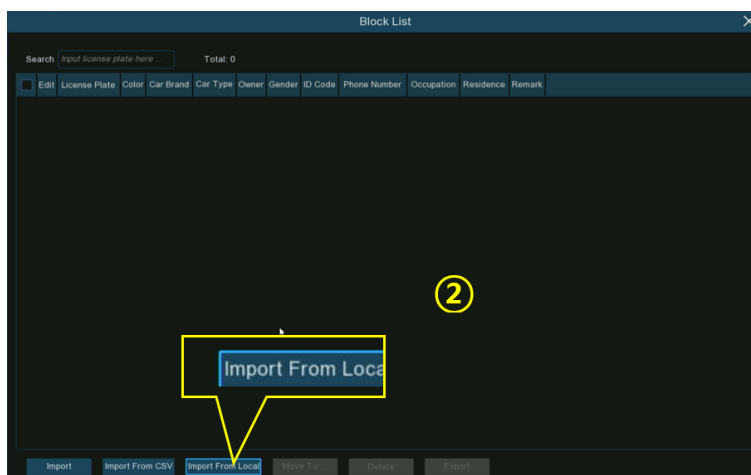 Block List
X
Search Input license plate here ... Total: 0
Edit License Plate Color Car Brand Car Type Owner Gender ID Code Phone Number Occupation Residence Remark
②
Import From Loca
Import Import From CSV Import From Local Move To ... Delete Export